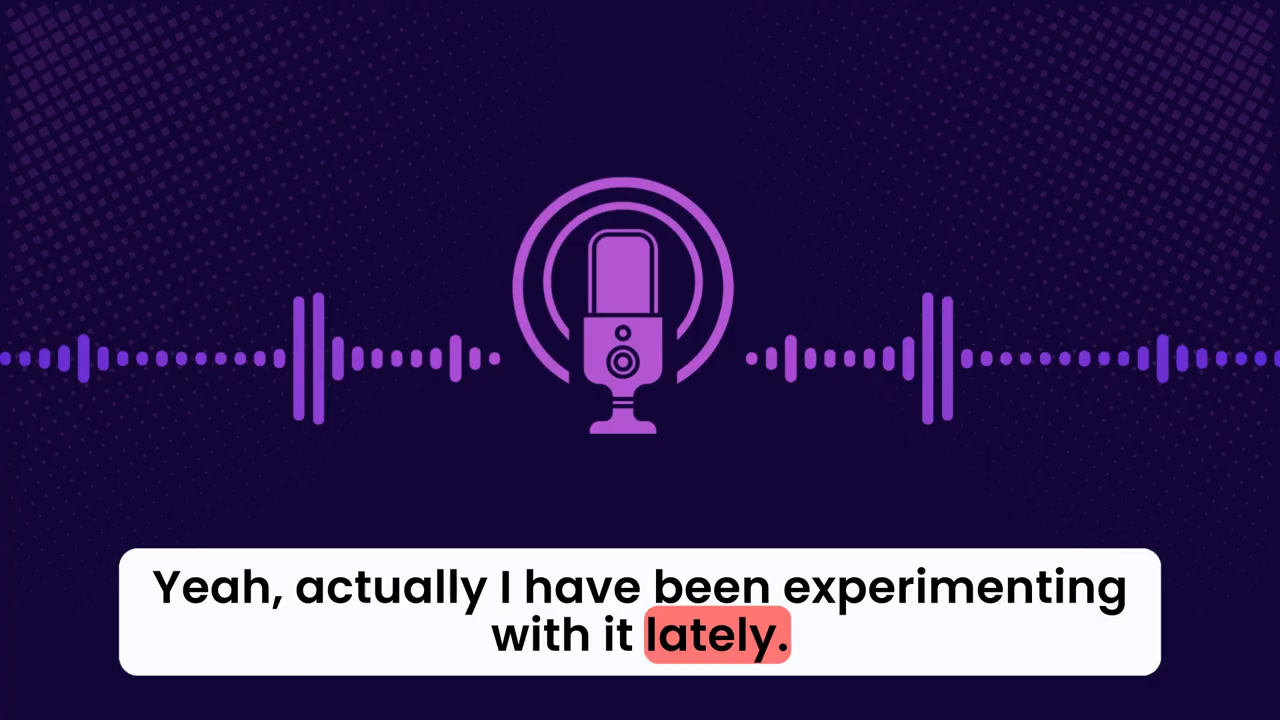 Yeah, actually I have been experimenting
with it lately.